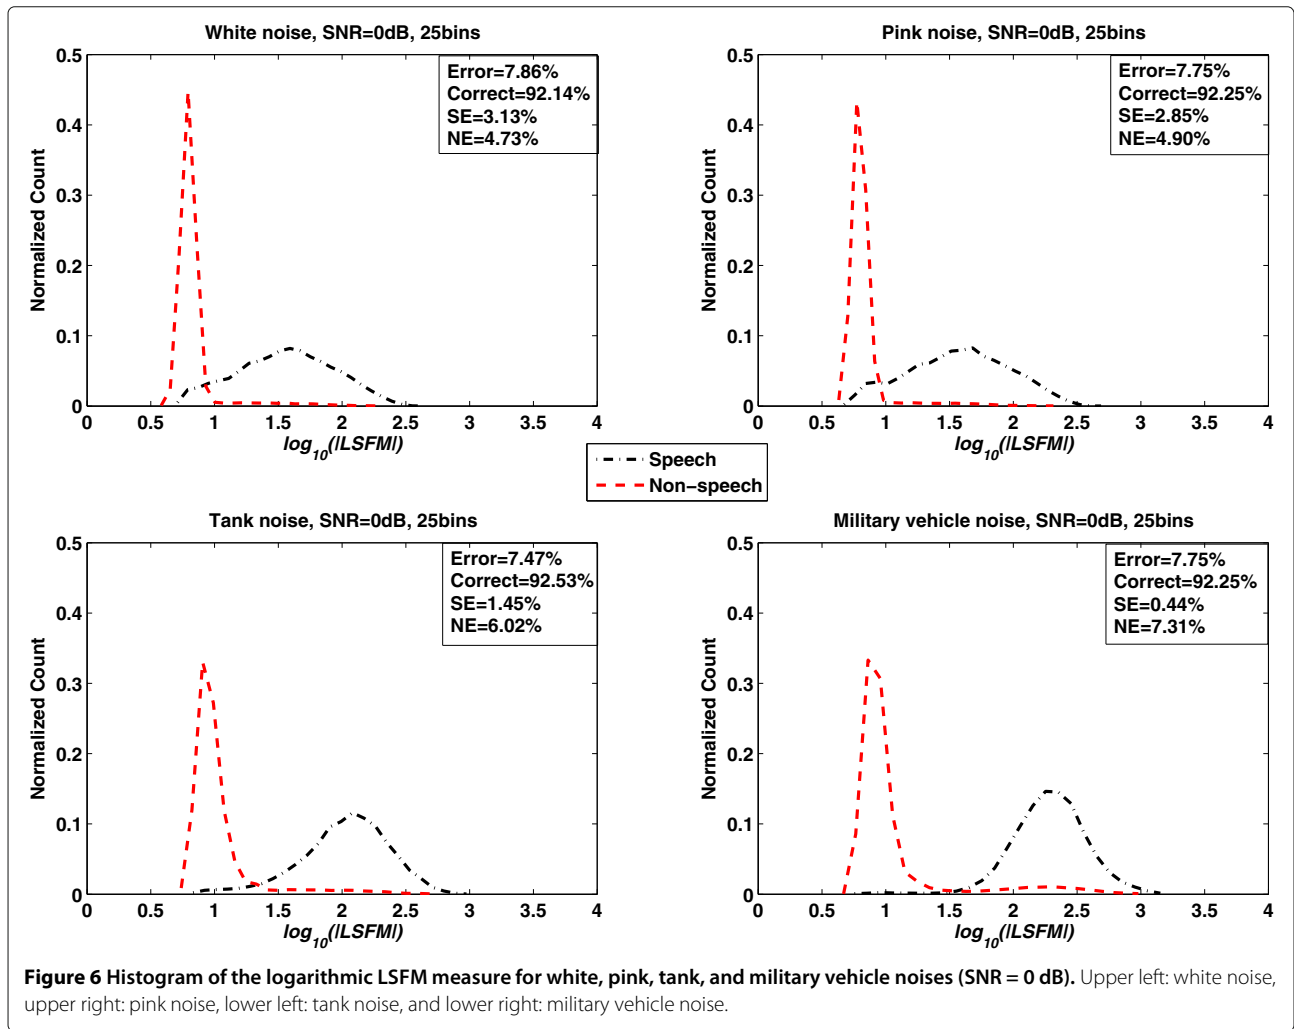 White noise, SNR=0dB, 25bins
0.5
0.4
0.3
0.2
0.1
0
Normalized Count
Error=7.86%
Correct=92.14%
SE=3.13%
NE=4.73%
0 0.5 1 1.5 2 2.5 3 3.5 4
log10(|LSFM|)
Pink noise, SNR=0dB, 25bins
0.5
0.4
0.3
0.2
0.1
0
Normalized Count
Error=7.75%
Correct=92.25%
SE=2.85%
NE=4.90%
0 0.5 1 1.5 2 2.5 3 3.5 4
log10(|LSFM|)
Speech
Non-speech
Tank noise, SNR=0dB, 25bins
0.5
0.4
0.3
0.2
0.1
0
Normalized Count
Error=7.47%
Correct=92.53%
SE=1.45%
NE=6.02%
0 0.5 1 1.5 2 2.5 3 3.5 4
log10(|LSFM|)
Military vehicle noise, SNR=0dB, 25bins
0.5
0.4
0.3
0.2
0.1
0
Normalized Count
Error=7.75%
Correct=92.25%
SE=0.44%
NE=7.31%
0 0.5 1 1.5 2 2.5 3 3.5 4
log10(|LSFM|)
Figure 6 Histogram of the logarithmic LSFM measure for white, pink, tank, and military vehicle noises (SNR = 0 dB). Upper left: white noise,
upper right: pink noise, lower left: tank noise, and lower right: military vehicle noise.